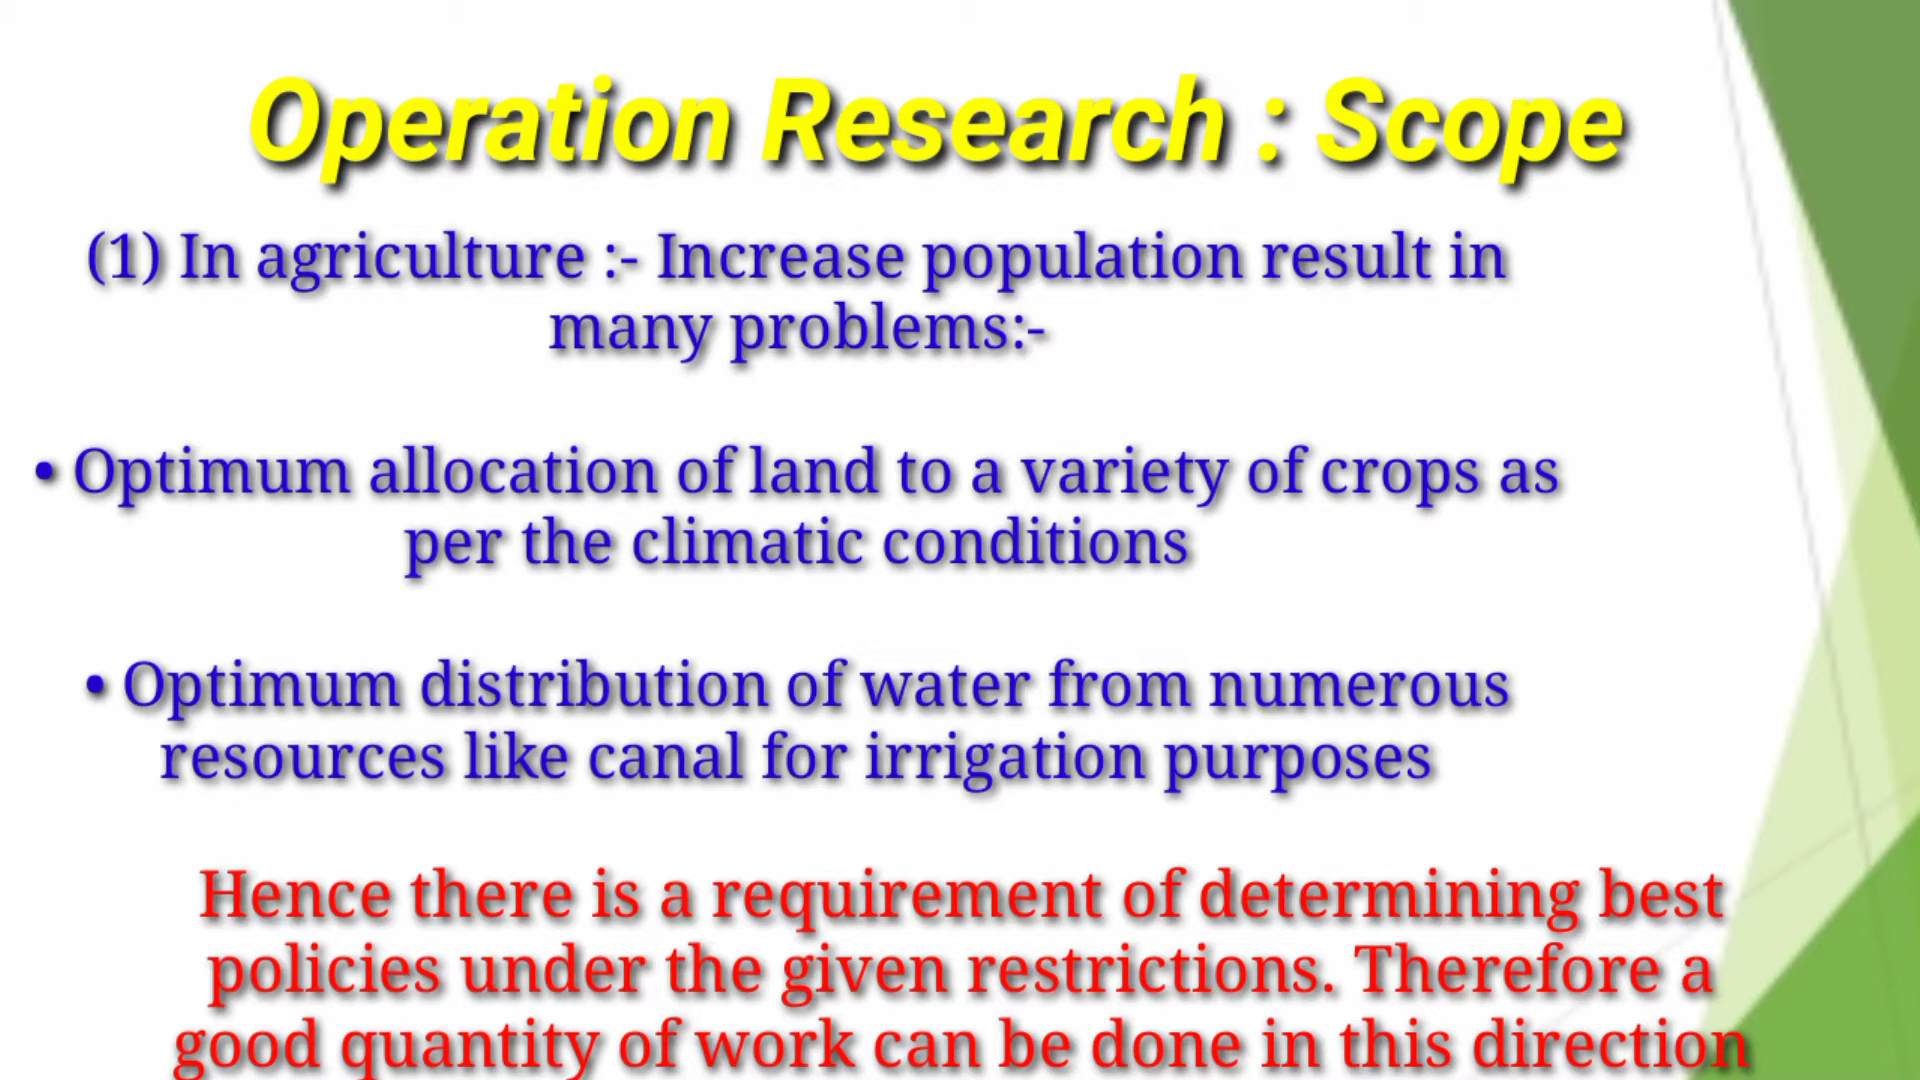 Operation Research : Scope
(1) In agriculture :- Increase population result in
many problems:-
• Optimum allocation of land to a variety of crops as
per the climatic conditions
• Optimum distribution of water from numerous
resources like canal for irrigation purposes
Hence there is a requirement of determining best
policies under the given restrictions. Therefore a
good quantity of work can be done in this direction